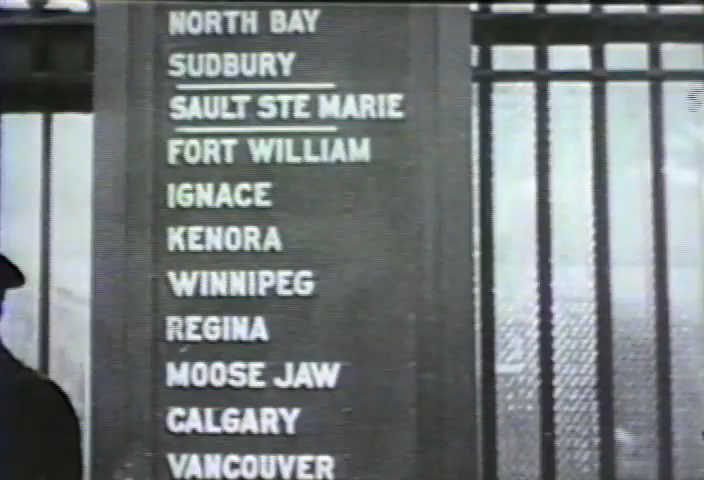 NORTH BAY
SUDBURY
SAULT STE MARIE
FORT WILLIAM
IGNACE
KENORA
WINNIPEG
REGINA
MOOSE JAW
CALGARY
VANCOUVER